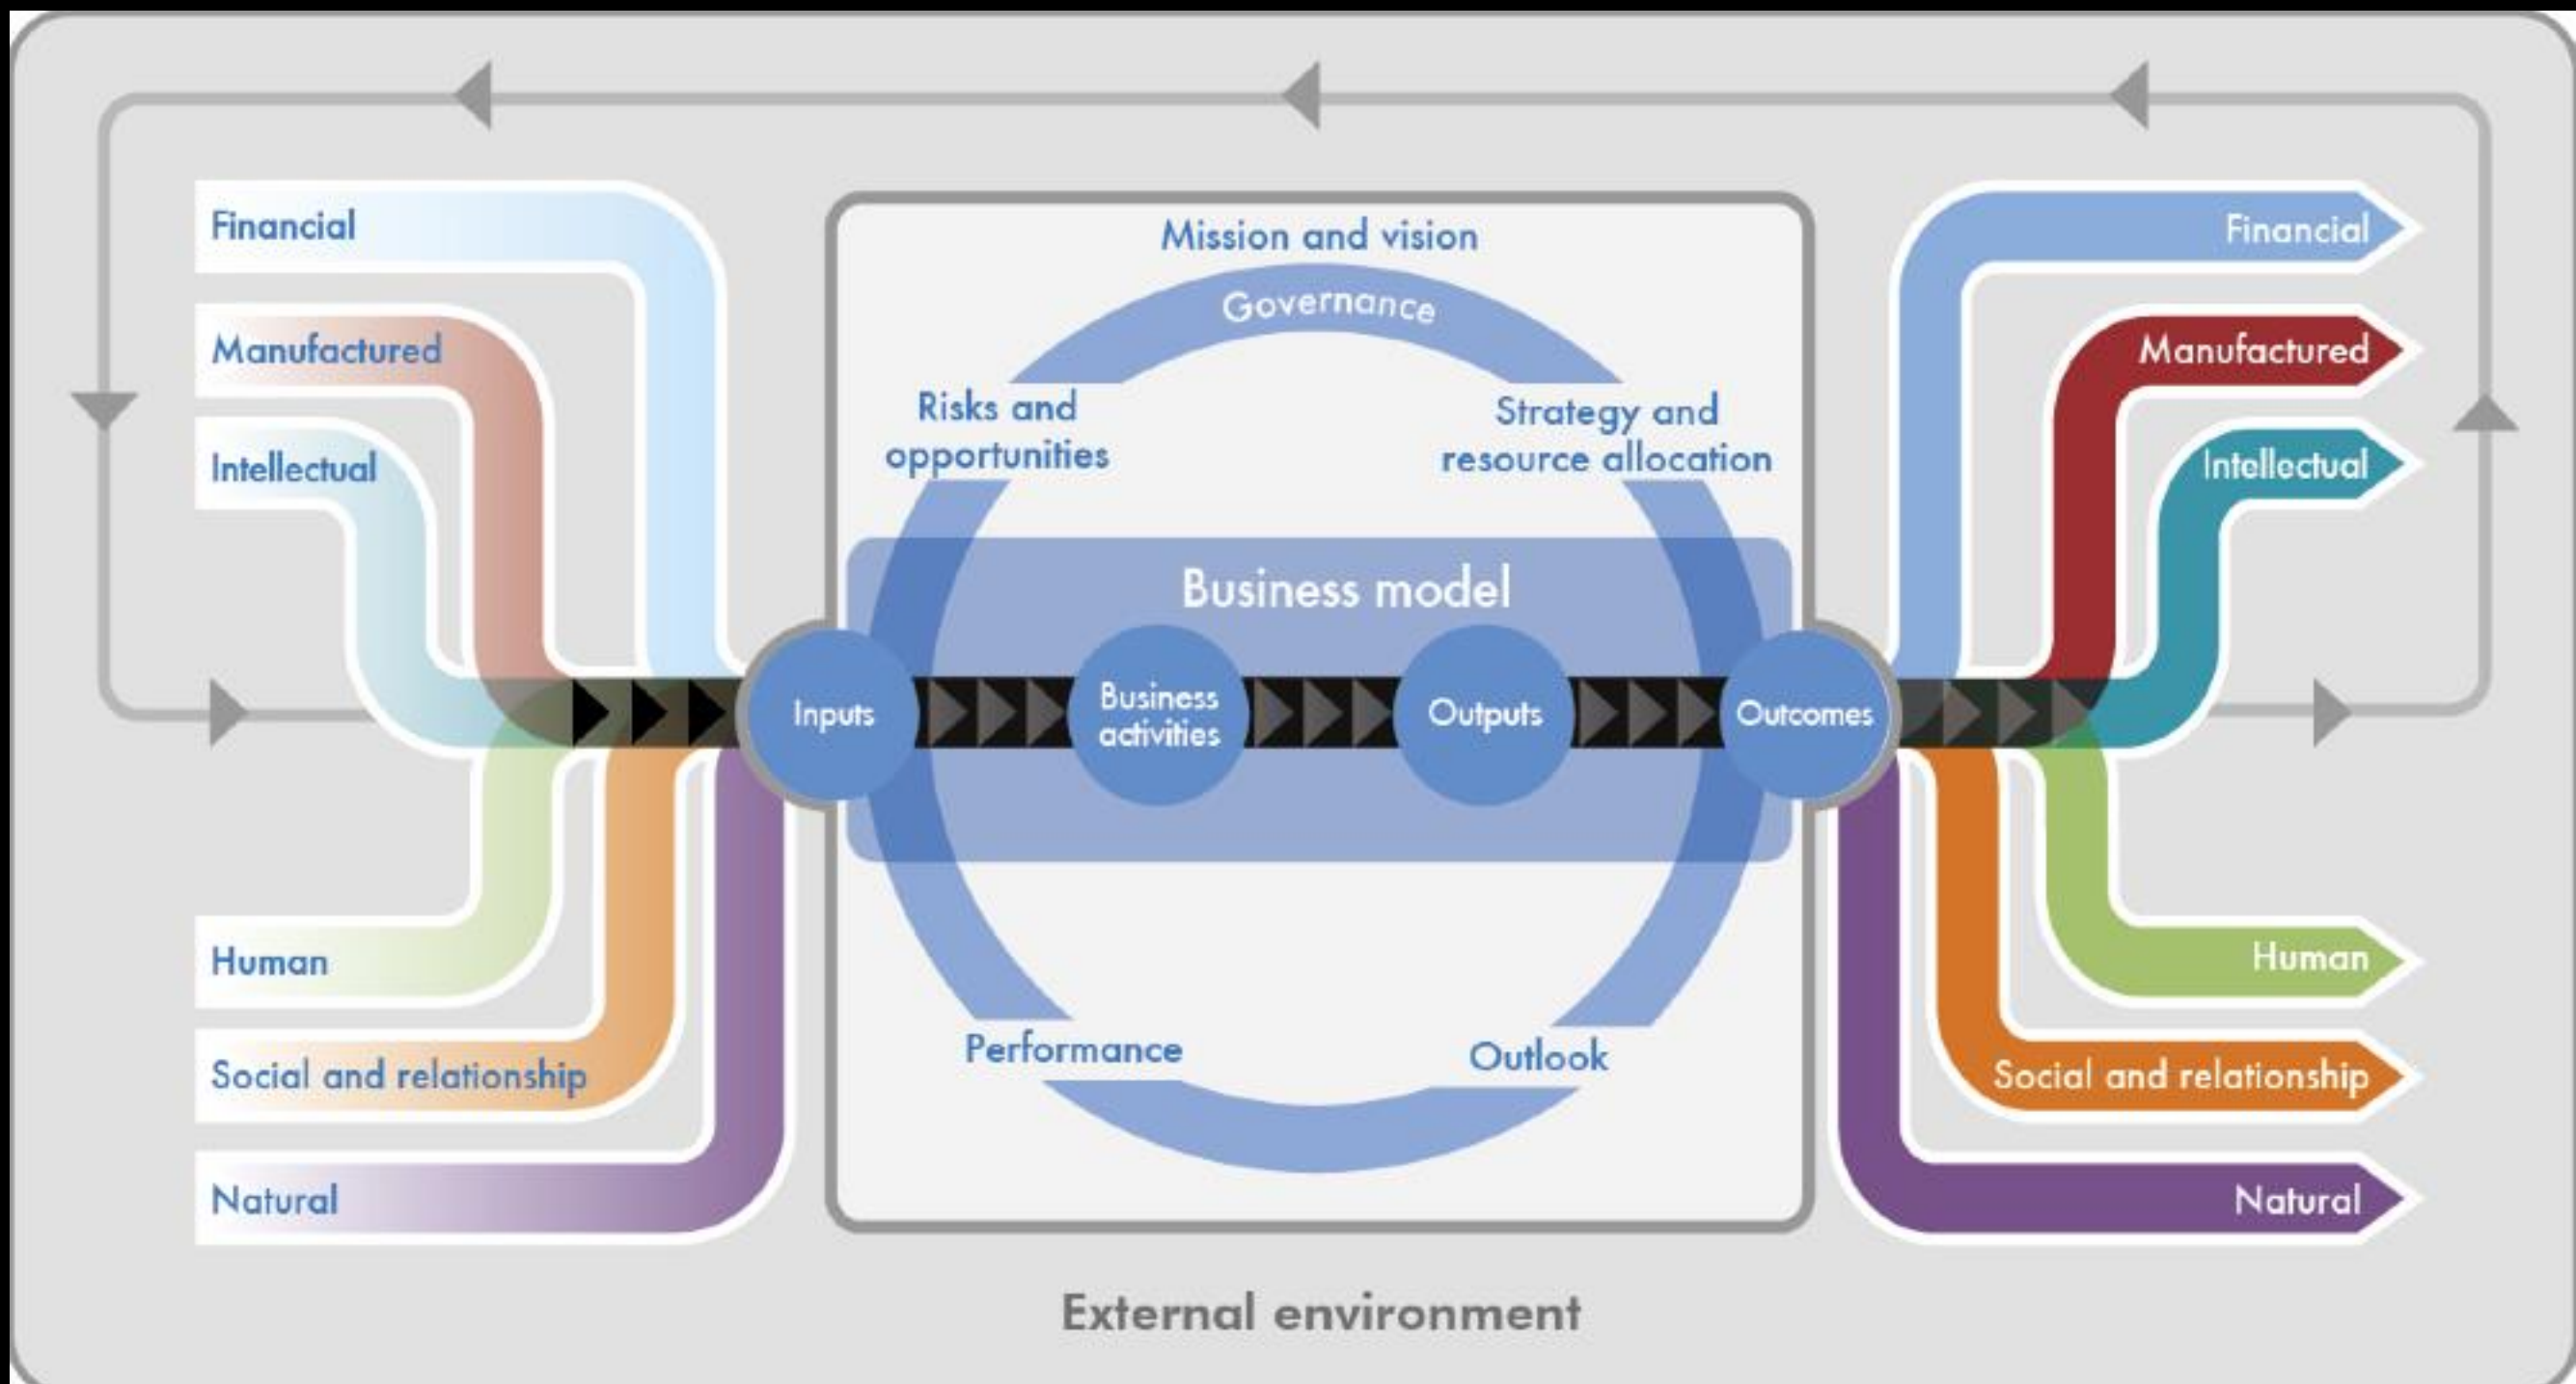 Financial
Manufactured
Intellectual
Human
Social and relationship
Natural
Mission and vision
Governance
Risks and
opportunities
Strategy and
resource allocation
Business model
Inputs
Business
activities
Outputs
Outcomes
Performance
Outlook
Financial
Manufactured
Intellectual
Human
Social and relationship
Natural
External environment